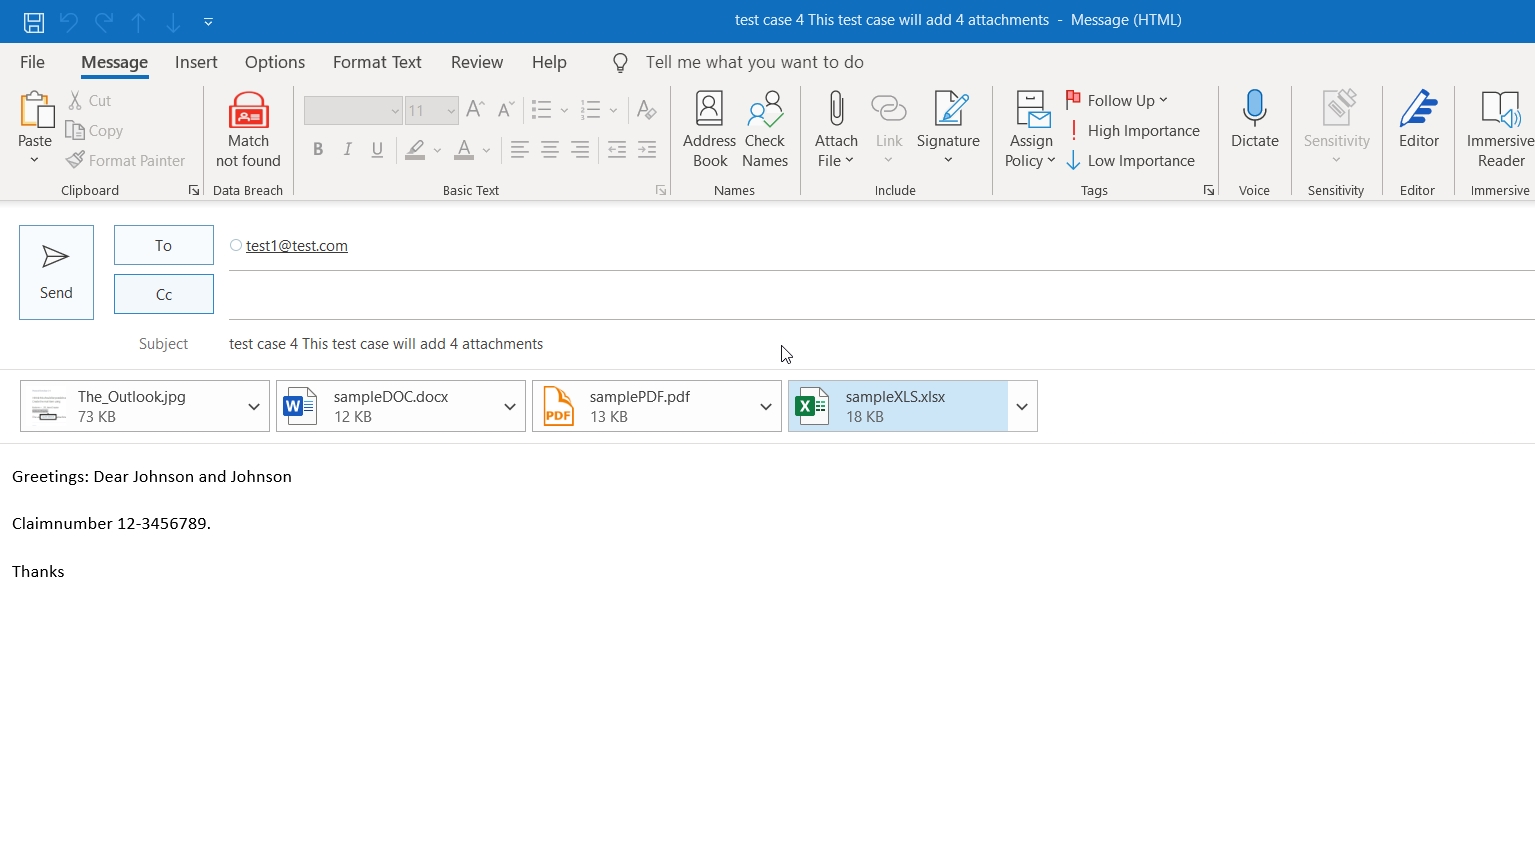 test case 4 This test case will add 4 attachments - Message (HTML)
File Message Insert Options Format Text Review Help Tell me what you want to do
Paste
Cut
Copy
Format Painter
Clipboard
Match
not found
Data Breach
11
B I U A
Basic Text
Address
Book
Check
Names
Names
Attach
File
Link
Signature
Include
Assign
Policy
Follow Up
High Importance
Low Importance
Tags
Dictate
Voice
Sensitivity
Sensitivity
Editor
Editor
Immersive
Reader
Immersive
Send
To
test1@test.com
Cc
Subject
test case 4 This test case will add 4 attachments
The_Outlook.jpg
73 KB
sampleDOC.docx
12 KB
PDF
samplePDF.pdf
13 KB
sampleXLS.xlsx
18 KB
Greetings: Dear Johnson and Johnson
Claimnumber 12-3456789.
Thanks